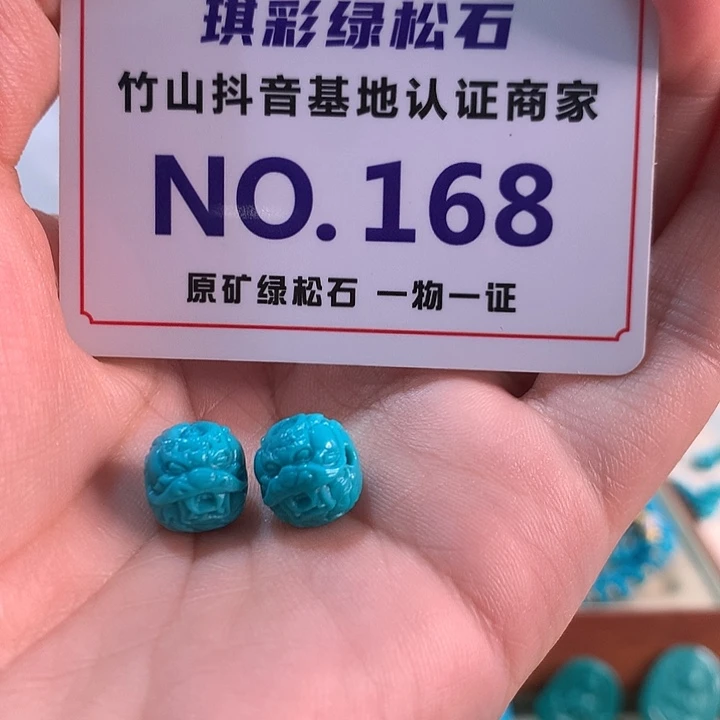 琪彩绿松石
竹山抖音基地认证商家
NO.168
原矿绿松石 一物一证